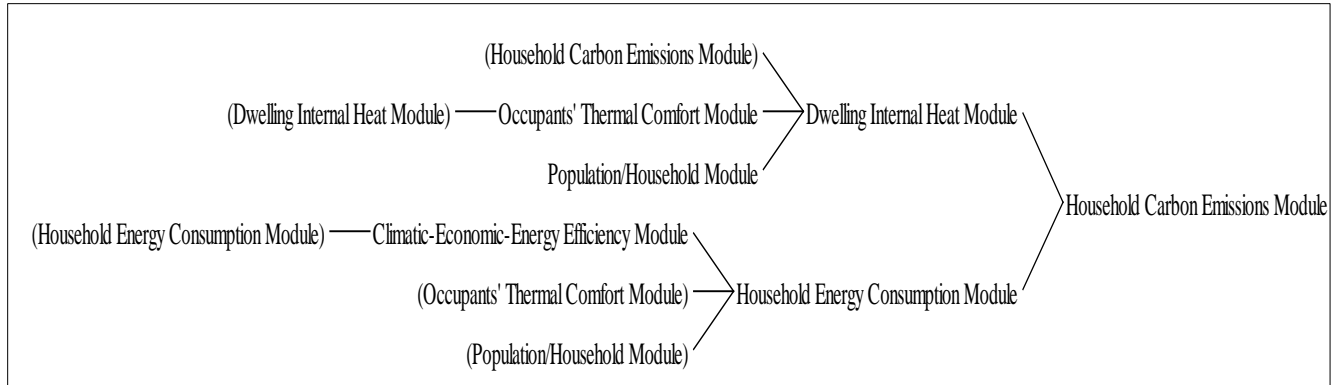 (Household Carbon Emissions Module)
(Dwelling Internal Heat Module) Occupants' Thermal Comfort Module Dwelling Internal Heat Module
Population/Household Module
Household Carbon Emissions Module
(Household Energy Consumption Module) Climatic-Economic-Energy Efficiency Module
(Occupants' Thermal Comfort Module) Household Energy Consumption Module
(Population/Household Module)